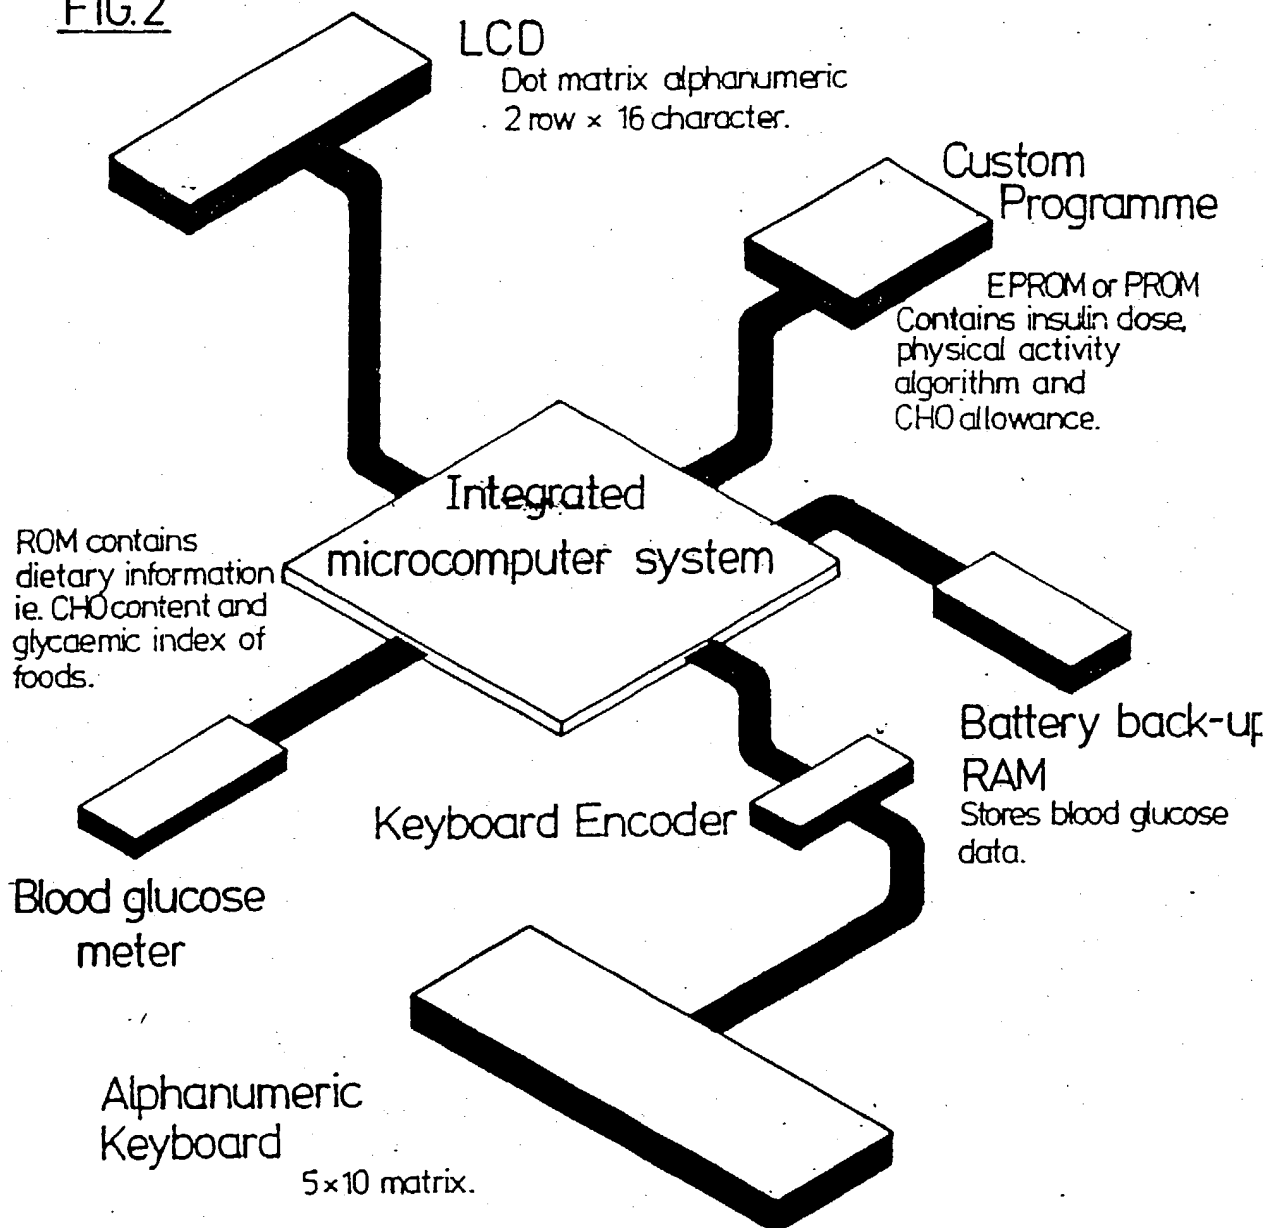 FIG.2
LCD
Dot matrix alphanumeric
2 row × 16 character.
Custom
Programme
EPROM or PROM
Contains insulin dose,
physical activity
algorithm and
CHO allowance.
Integrated
microcomputer system
ROM contains
dietary information
ie. CHO content and
glycaemic index of
foods.
Battery back-up
RAM
Stores blood glucose
data.
Keyboard Encoder
Blood glucose
meter
Alphanumeric
Keyboard
5×10 matrix.